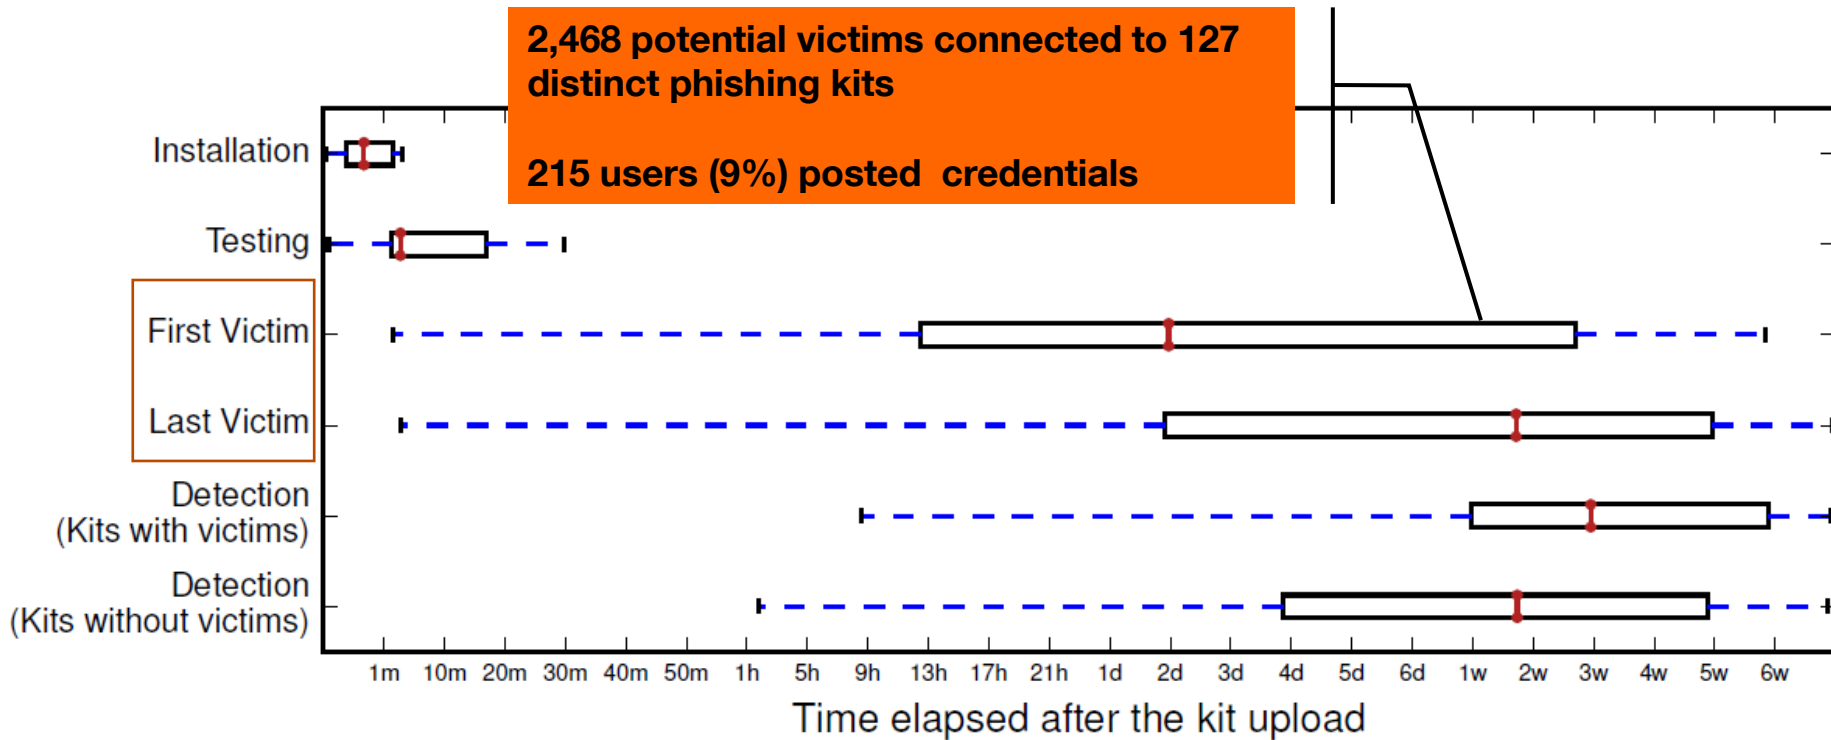 2,468 potential victims connected to 127
distinct phishing kits
215 users (9%) posted  credentials
Installation
Testing
First Victim
Last Victim
Detection
(Kits with victims)
Detection
(Kits without victims)
1m 10m 20m 30m 40m 50m 1h 5h 9h 13h 17h 21h 1d 2d 3d 4d 5d 6d 1w 2w 3w 4w 5w 6w
Time elapsed after the kit upload